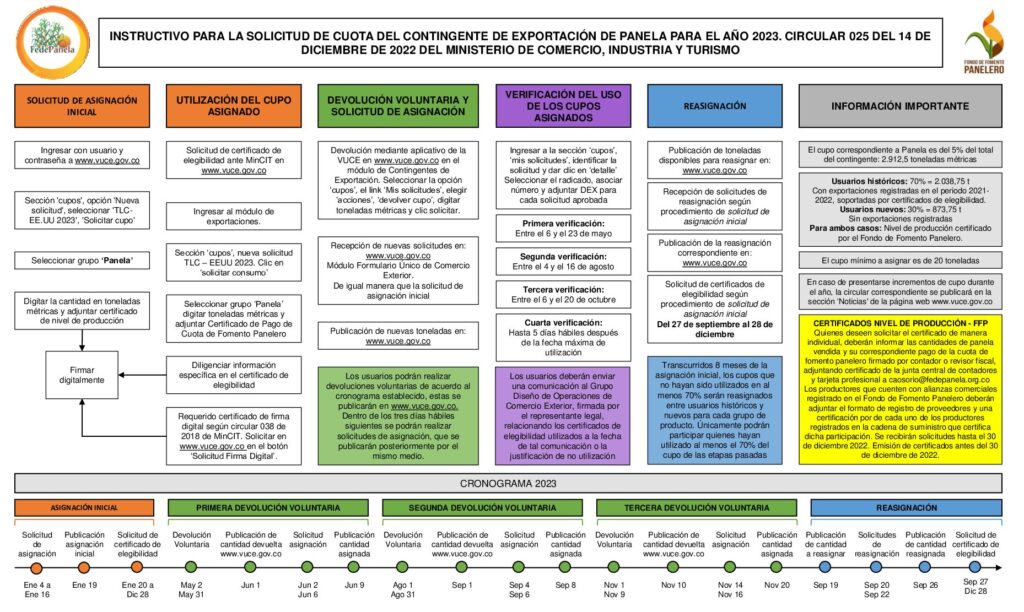 FedePanela
INSTRUCTIVO PARA LA SOLICITUD DE CUOTA DEL CONTINGENTE DE EXPORTACIÓN DE PANELA PARA EL AÑO 2023. CIRCULAR 025 DEL 14 DE
DICIEMBRE DE 2022 DEL MINISTERIO DE COMERCIO, INDUSTRIA Y TURISMO
FONDO DE FOMENTO
PANELERO
SOLICITUD DE ASIGNACIÓN
INICIAL
Ingresar con usuario y
contraseña a www.vuce.gov.co
Sección 'cupos', opción 'Nueva
solicitud', seleccionar 'TLC-
EE.UU 2023', 'Solicitar cupo'
Seleccionar grupo 'Panela'
Digitar la cantidad en toneladas
métricas y adjuntar certificado
de nivel de producción
Firmar
digitalmente
UTILIZACIÓN DEL CUPO
ASIGNADO
Solicitud de certificado de
elegibilidad ante MinCIT en
www.vuce.gov.co
Ingresar al módulo de
exportaciones.
Sección 'cupos', nueva solicitud
TLC – EEUU 2023. Clic en
'solicitar consumo'
Seleccionar grupo 'Panela'
digitar toneladas métricas y
adjuntar Certificado de Pago de
Cuota de Fomento Panelero
Diligenciar información
específica en el certificado de
elegibilidad
Requerido certificado de firma
digital según circular 038 de
2018 de MinCIT. Solicitar en
www.vuce.gov.co en el botón
'Solicitud Firma Digital'.
DEVOLUCIÓN VOLUNTARIA Y
SOLICITUD DE ASIGNACIÓN
Devolución mediante aplicativo de la
VUCE en www.vuce.gov.co en el
módulo de Contingentes de
Exportación. Seleccionar la opción
'cupos', el link 'Mis solicitudes', elegir
'acciones', 'devolver cupo', digitar
toneladas métricas y clic solitar.
Recepción de nuevas solicitudes en:
www.vuce.gov.co
Módulo Formulario Único de Comercio
Exterior.
De igual manera que la solicitud de
asignación inicial
Publicación de nuevas toneladas en:
www.vuce.gov.co
Los usuarios podrán realizar
devoluciones voluntarias de acuerdo al
cronograma establecido, estas se
publicarán en www.vuce.gov.co.
Dentro de los tres días hábiles
siguientes se podrán realizar
solicitudes de asignación, que se
publicarán posteriormente por el
mismo medio.
VERIFICACIÓN DEL USO
DE LOS CUPOS
ASIGNADOS
Ingresar a la sección 'cupos',
'mis solicitudes', identificar la
solicitud y dar clic en 'detalle'
Seleccionar el radicado, asociar
número y adjuntar DEX para
cada solicitud aprobada
Primera verificación:
Entre el 6 y el 23 de mayo
Segunda verificación:
Entre el 4 y el 16 de agosto
Tercera verificación:
Entre el 6 y el 20 de octubre
Cuarta verificación:
Hasta 5 días hábiles después
de la fecha máxima de
utilización
Los usuarios deberán enviar
una comunicación al Grupo
Diseño de Operaciones de
Comercio Exterior, firmada por
el representante legal,
relacionando los certificados de
elegibilidad utilizados a la fecha
de tal comunicación o la
justificación de no utilización
REASIGNACIÓN
Publicación de toneladas
disponibles para reasignar en:
www.vuce.gov.co
Recepción de solicitudes de
reasignación según
procedimiento de solicitud de
asignación inicial
Publicación de la reasignación
correspondiente en:
www.vuce.gov.co
Solicitud de certificados de
elegibilidad según
procedimiento de solicitud de
asignación inicial
Del 27 de septiembre al 28 de
diciembre
Transcurridos 8 meses de la
asignación inicial, los cupos que
no hayan sido utilizados en al
menos 70% serán reasignados
entre usuarios históricos y
nuevos para cada grupo de
producto. Únicamente podrán
participar quienes hayan
utilizado al menos el 70% del
cupo de las etapas pasadas
INFORMACIÓN IMPORTANTE
El cupo correspondiente a Panela es del 5% del total
del contingente: 2.912,5 toneladas métricas
Usuarios históricos: 70% = 2.038,75 t
Con exportaciones registradas en el periodo 2021-
2022, soportadas por certificados de elegibilidad.
Usuarios nuevos: 30% = 873,75 t
Sin exportaciones registradas
Para ambos casos: Nivel de producción certificado
por el Fondo de Fomento Panelero.
El cupo mínimo a asignar es de 20 toneladas
En caso de presentarse incrementos de cupo durante
el año, la circular correspondiente se publicará en la
sección 'Noticias' de la página web www.vuce.gov.co
CERTIFICADOS NIVEL DE PRODUCCIÓN - FFP
Quienes deseen solicitar el certificado de manera
individual, deberán informar las cantidades de panela
vendida y su correspondiente pago de la cuota de
fomento panelero firmado por contador o revisor fiscal,
adjuntando certificado de la junta central de contadores
y tarjeta profesional a caosorio@fedepanela.org.co
Los productores que cuenten con alianzas comerciales
registrado en el Fondo de Fomento Panelero deberán
adjuntar el formato de registro de proveedores y una
certificación por de cada uno de los productores
registrados en la cadena de suministro que certifica
dicha participación. Se recibirán solicitudes hasta el 30
de diciembre 2022. Emisión de certificados antes del 30
de diciembre de 2022.
CRONOGRAMA 2023
ASIGNACIÓN INICIAL
Solicitud
de
asignación
Ene 4 a
Ene 16
Publicación
asignación
inicial
Ene 19
Solicitud de
certificado de
elegibilidad
Ene 20 a
Dic 28
PRIMERA DEVOLUCIÓN VOLUNTARIA
Devolución
Voluntaria
May 2
May 31
Publicación de
cantidad devuelta
www.vuce.gov.co
Jun 1
Solicitud
asignación
Jun 2
Jun 6
Publicación
cantidad
asignada
Jun 9
SEGUNDA DEVOLUCIÓN VOLUNTARIA
Devolución
Voluntaria
Ago 1
Ago 31
Publicación de
cantidad devuelta
www.vuce.gov.co
Sep 1
Solicitud
asignación
Sep 4
Sep 6
Publicación
cantidad
asignada
Sep 8
TERCERA DEVOLUCIÓN VOLUNTARIA
Devolución
Voluntaria
Nov 1
Nov 9
Publicación de
cantidad devuelta
www.vuce.gov.co
Nov 10
Solicitud
asignación
Nov 14
Nov 16
Publicación
cantidad
asignada
Nov 20
REASIGNACIÓN
Publicación
de cantidad
a reasignar
Sep 19
Solicitudes
de
reasignación
Sep 20
Sep 22
Publicación
de cantidad
reasignada
Sep 26
Solicitud de
certificado de
elegibilidad
Sep 27
Dic 28